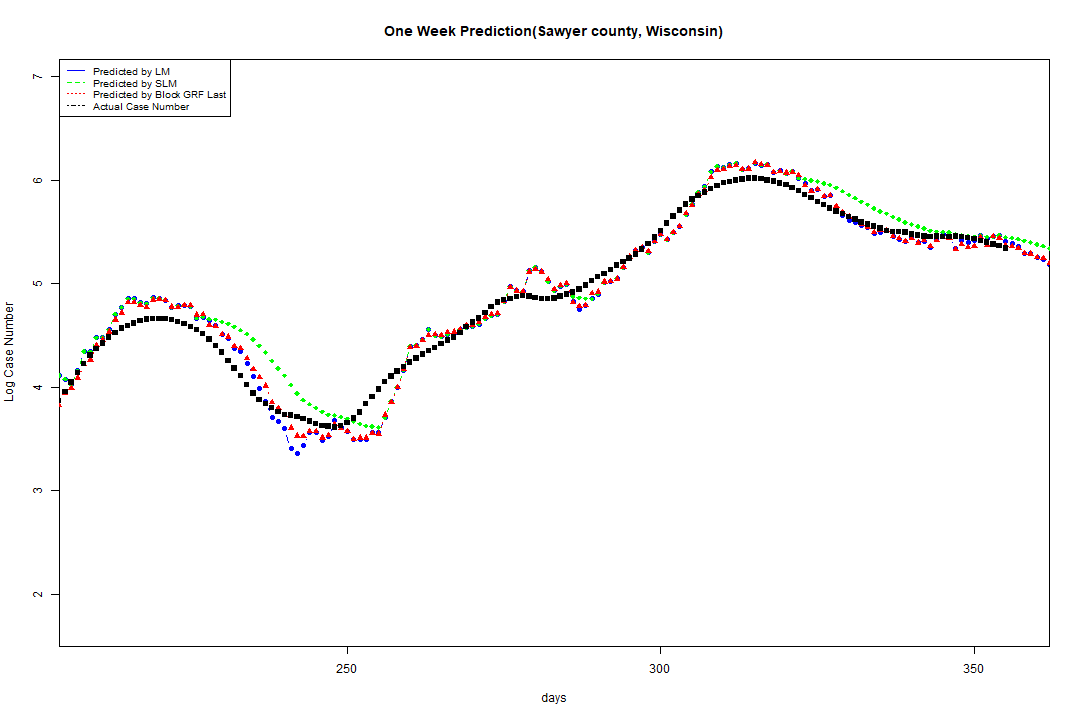 One Week Prediction(Sawyer county, Wisconsin)
Predicted by LM
Predicted by SLM
Predicted by Block GRF Last
Actual Case Number
7
6
5
4
3
2
Log Case Number
250 300 350
days